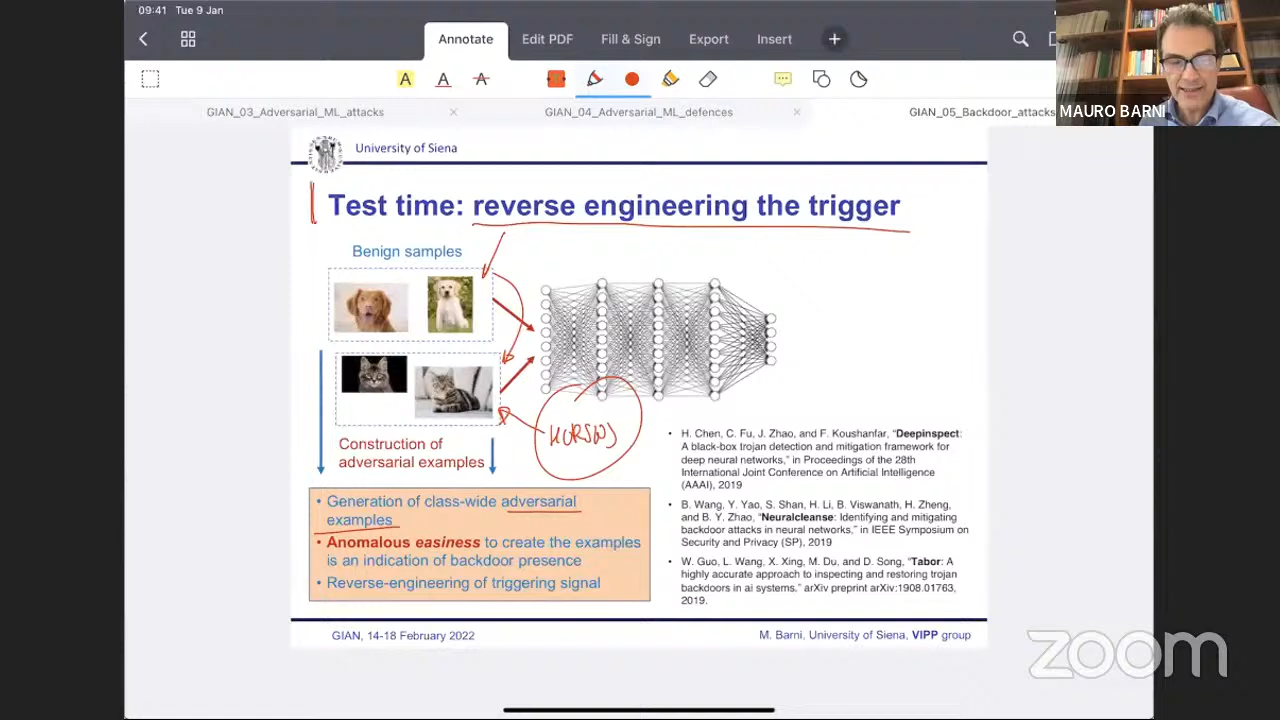 09:41 Tue 9 Jan
Annotate Edit PDF Fill & Sign Export Insert
A A A
GIAN_03_Adversarial_ML_attacks GIAN_04_Adversarial_ML_defences GIAN_05_Backdoor_attacks
MAURO BARNI
University of Siena
Test time: reverse engineering the trigger
Benign samples
Construction of
adversarial examples
HORSES
• Generation of class-wide adversarial
examples
• Anomalous easiness to create the examples
is an indication of backdoor presence
• Reverse-engineering of triggering signal
• H. Chen, C. Fu, J. Zhao, and F. Koushanfar, “Deepinspect:
A black-box trojan detection and mitigation framework for
deep neural networks,” in Proceedings of the 28th
International Joint Conference on Artificial Intelligence
(AAAI), 2019
• B. Wang, Y. Yao, S. Shan, H. Li, B. Viswanath, H. Zheng,
and B. Y. Zhao, “Neuralcleanse: Identifying and mitigating
backdoor attacks in neural networks,” in IEEE Symposium on
Security and Privacy (SP), 2019
• W. Guo, L. Wang, X. Xing, M. Du, and D. Song, “Tabor: A
highly accurate approach to inspecting and restoring trojan
backdoors in ai systems,” arXiv preprint arXiv:1908.01763,
2019.
GIAN, 14-18 February 2022
M. Barni, University of Siena, VIPP group
zoom